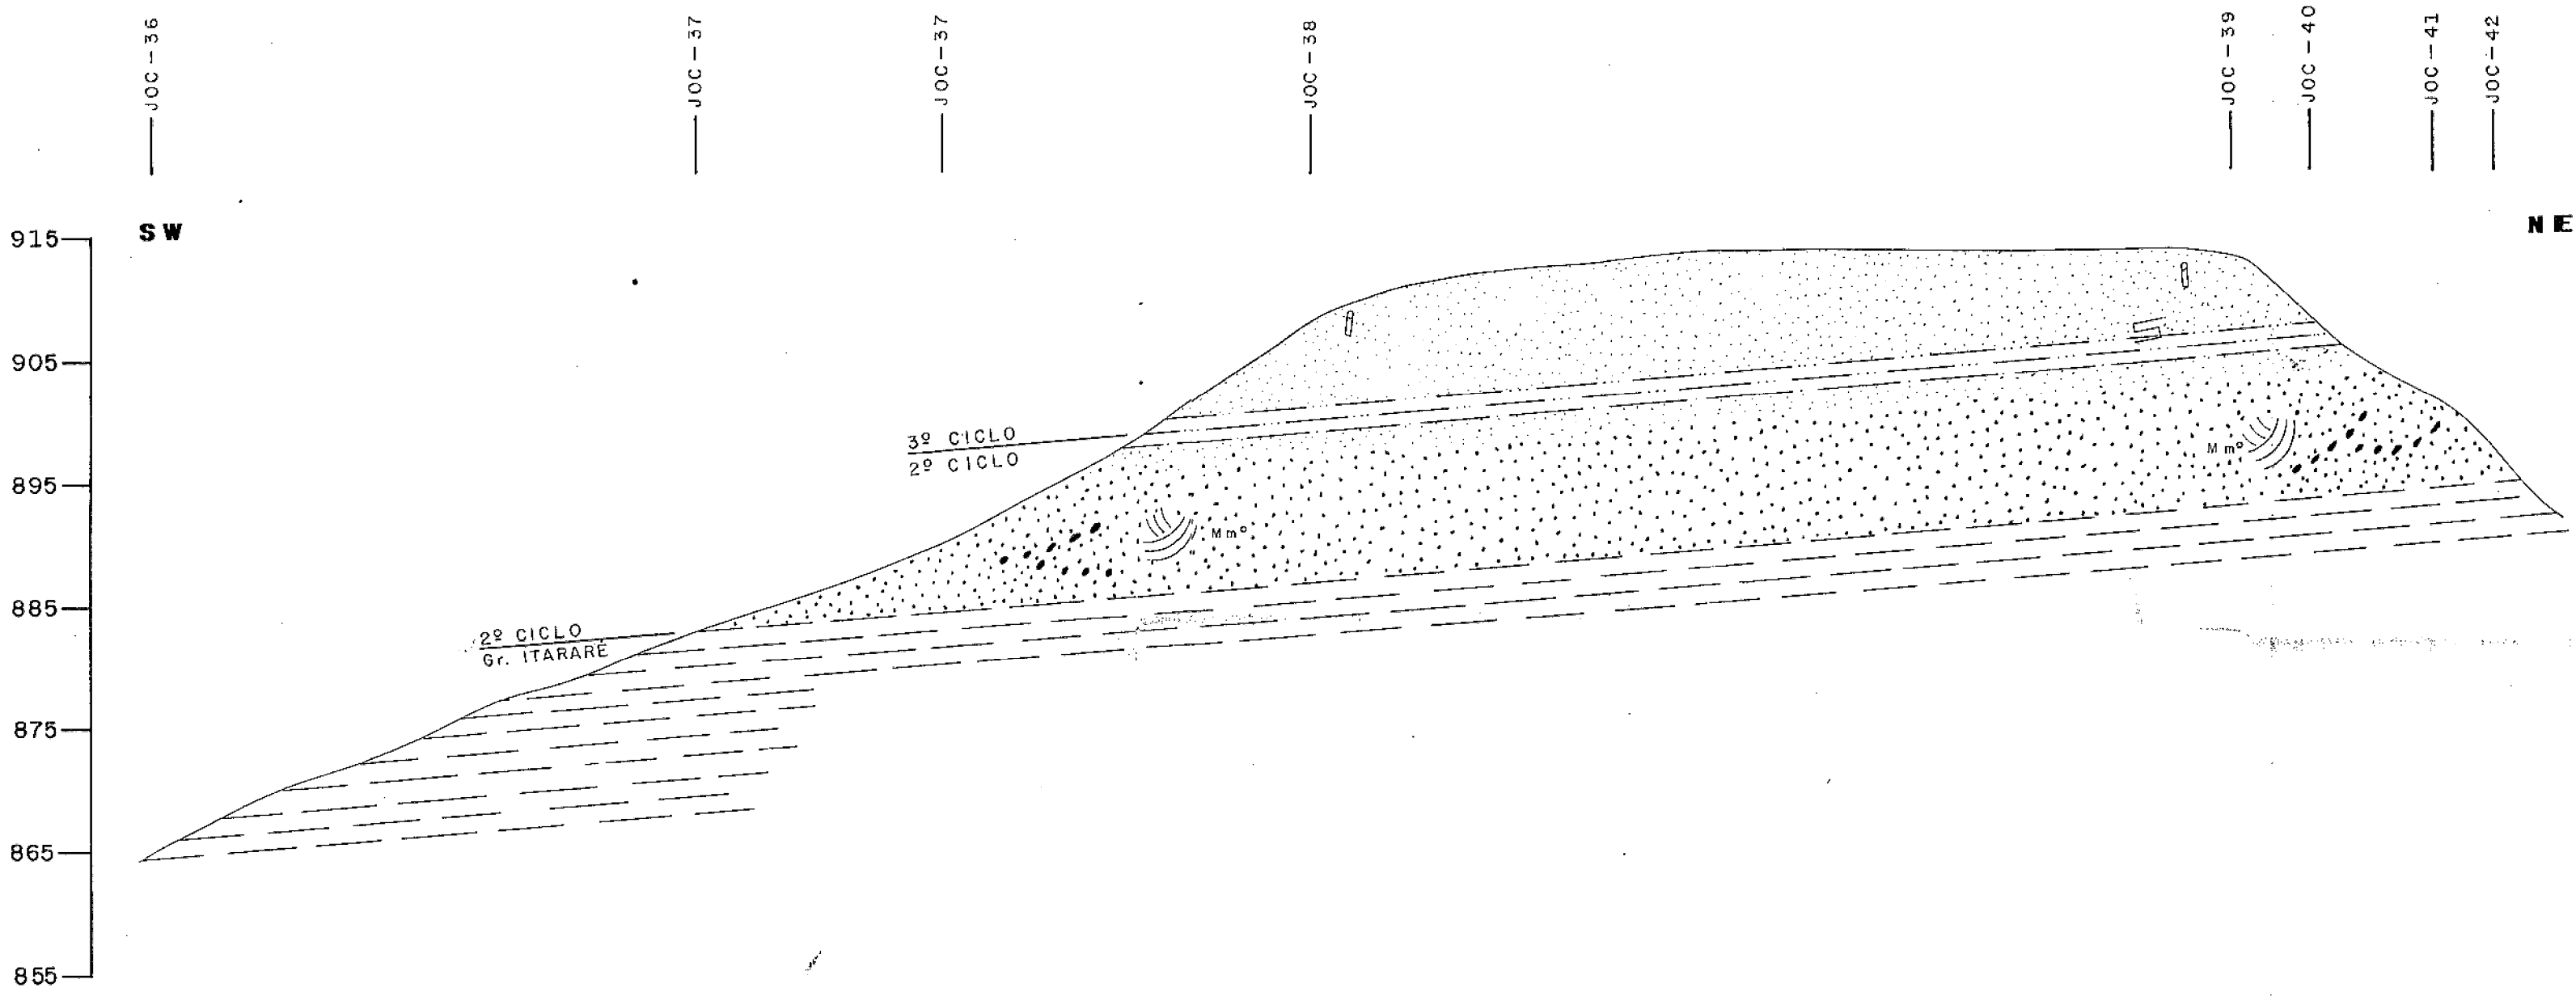 JOC-36
JOC-37
JOC-37
JOC-38
JOC-39
JOC-40
JOC-41
JOC-42
SW
NE
915
905
895
885
875
865
855
3º CICLO
2º CICLO
Mmº
Mmº
2º CICLO
Gr. ITARARÉ